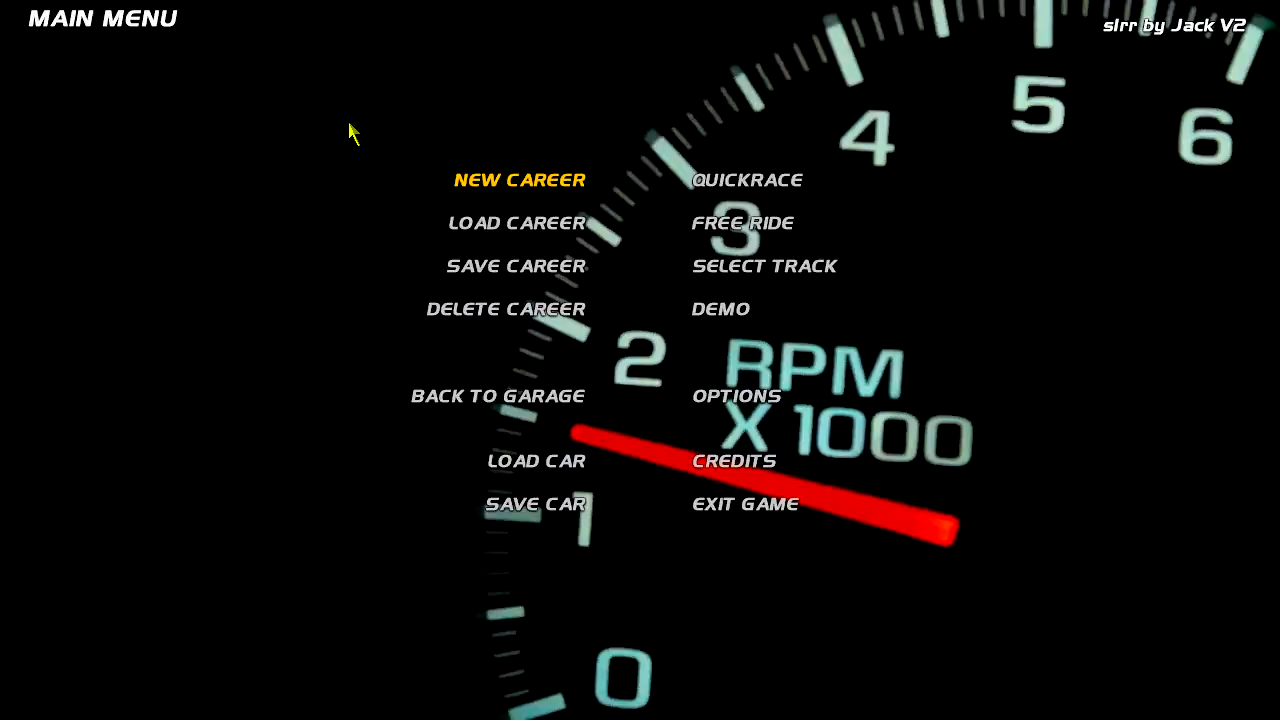 MAIN MENU
slrr by Jack V2
NEW CAREER
LOAD CAREER
SAVE CAREER
DELETE CAREER
BACK TO GARAGE
LOAD CAR
SAVE CAR
QUICKRACE
FREE RIDE
SELECT TRACK
DEMO
OPTIONS
CREDITS
EXIT GAME
0
1
2
3
4
5
6
RPM
X 1000